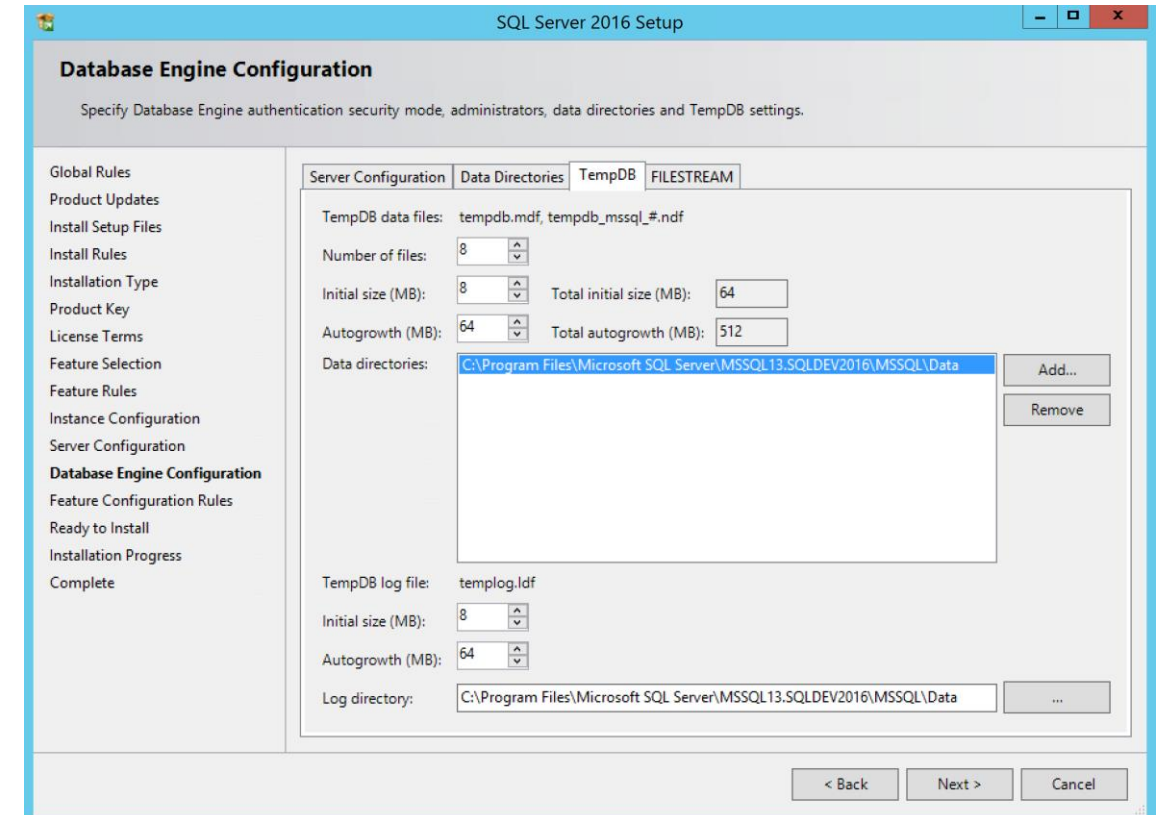 SQL Server 2016 Setup
Database Engine Configuration
Specify Database Engine authentication security mode, administrators, data directories and TempDB settings.
Global Rules
Product Updates
Install Setup Files
Install Rules
Installation Type
Product Key
License Terms
Feature Selection
Feature Rules
Instance Configuration
Server Configuration
Database Engine Configuration
Feature Configuration Rules
Ready to Install
Installation Progress
Complete
Server Configuration Data Directories TempDB FILESTREAM
TempDB data files: tempdb.mdf, tempdb_mssql_#.ndf
Number of files: 8
Initial size (MB): 8 Total initial size (MB): 64
Autogrowth (MB): 64 Total autogrowth (MB): 512
Data directories: C:\Program Files\Microsoft SQL Server\MSSQL13.SQLDEV2016\MSSQL\Data Add...
Remove
TempDB log file: templog.ldf
Initial size (MB): 8
Autogrowth (MB): 64
Log directory: C:\Program Files\Microsoft SQL Server\MSSQL13.SQLDEV2016\MSSQL\Data ...
< Back Next > Cancel